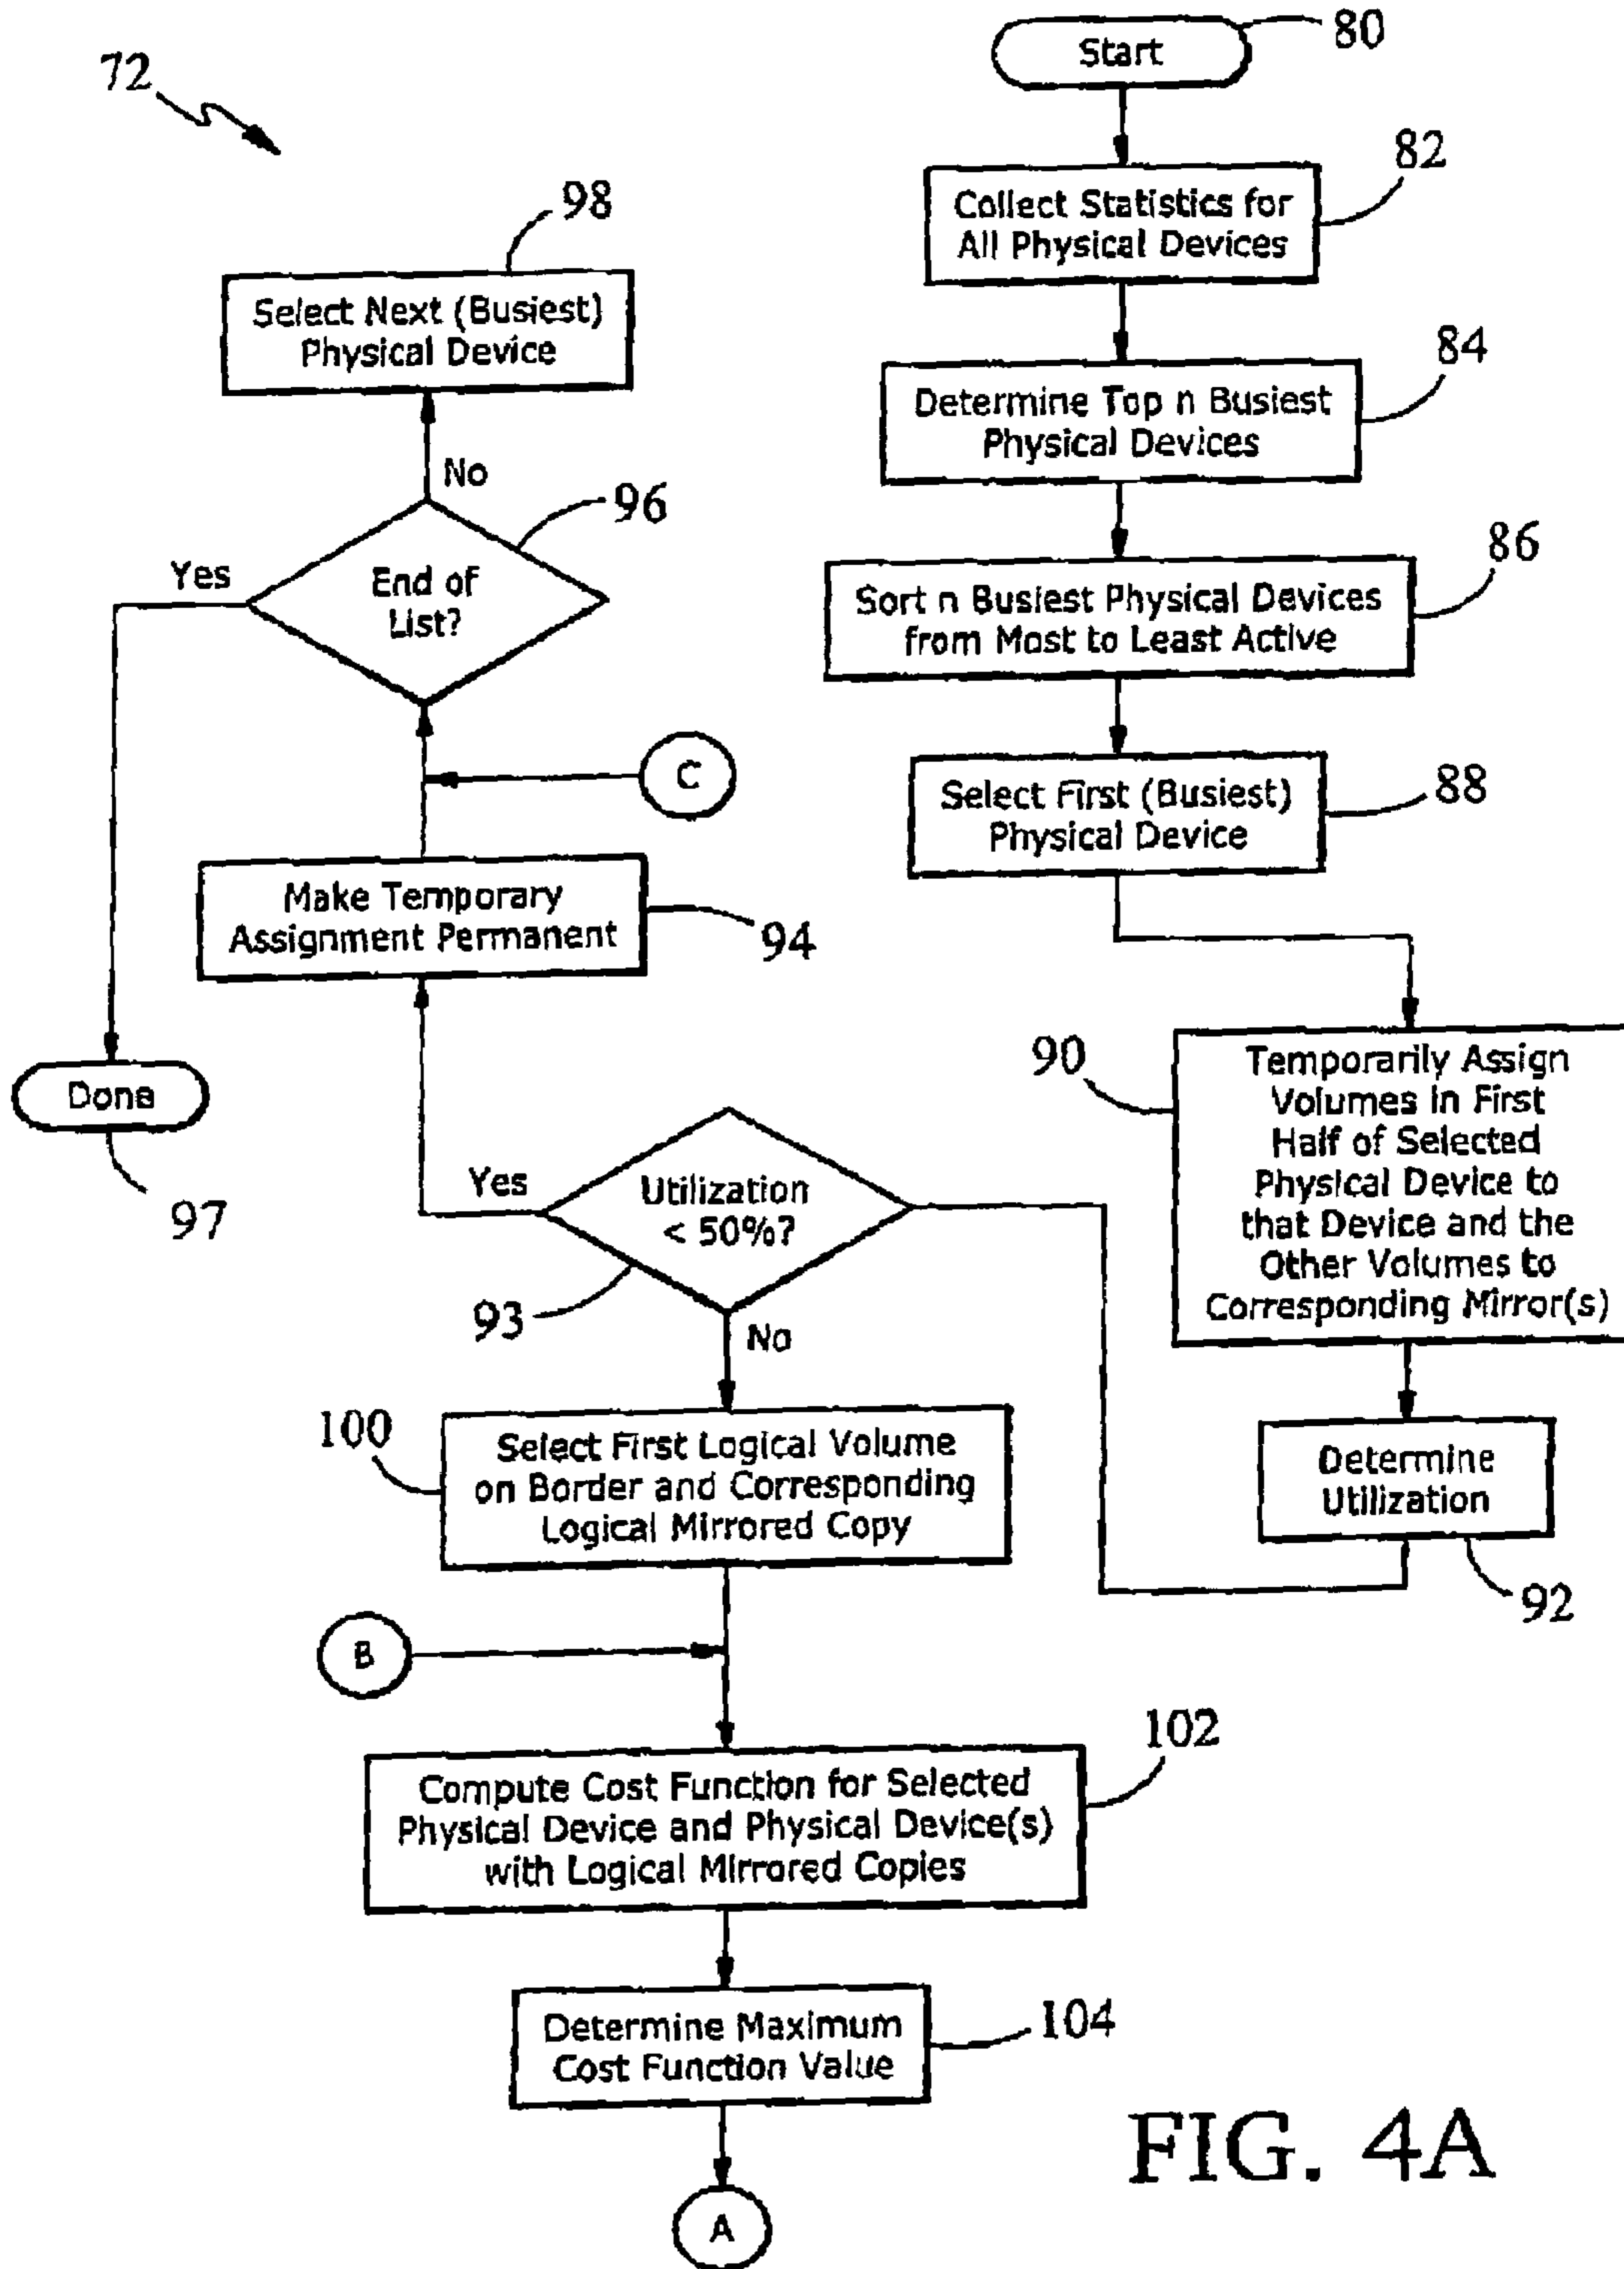 72
Start
80
Collect Statistics for
All Physical Devices
82
Determine Top n Busiest
Physical Devices
84
Sort n Busiest Physical Devices
from Most to Least Active
86
Select First (Busiest)
Physical Device
88
90
Temporarily Assign
Volumes in First
Half of Selected
Physical Device to
that Device and the
Other Volumes to
Corresponding Mirror(s)
Determine
Utilization
92
Utilization
< 50%?
93
Yes
No
Make Temporary
Assignment Permanent
94
C
End of
List?
96
Yes
No
Select Next (Busiest)
Physical Device
98
Done
97
100
Select First Logical Volume
on Border and Corresponding
Logical Mirrored Copy
B
Compute Cost Function for Selected
Physical Device and Physical Device(s)
with Logical Mirrored Copies
102
Determine Maximum
Cost Function Value
104
A
FIG. 4A